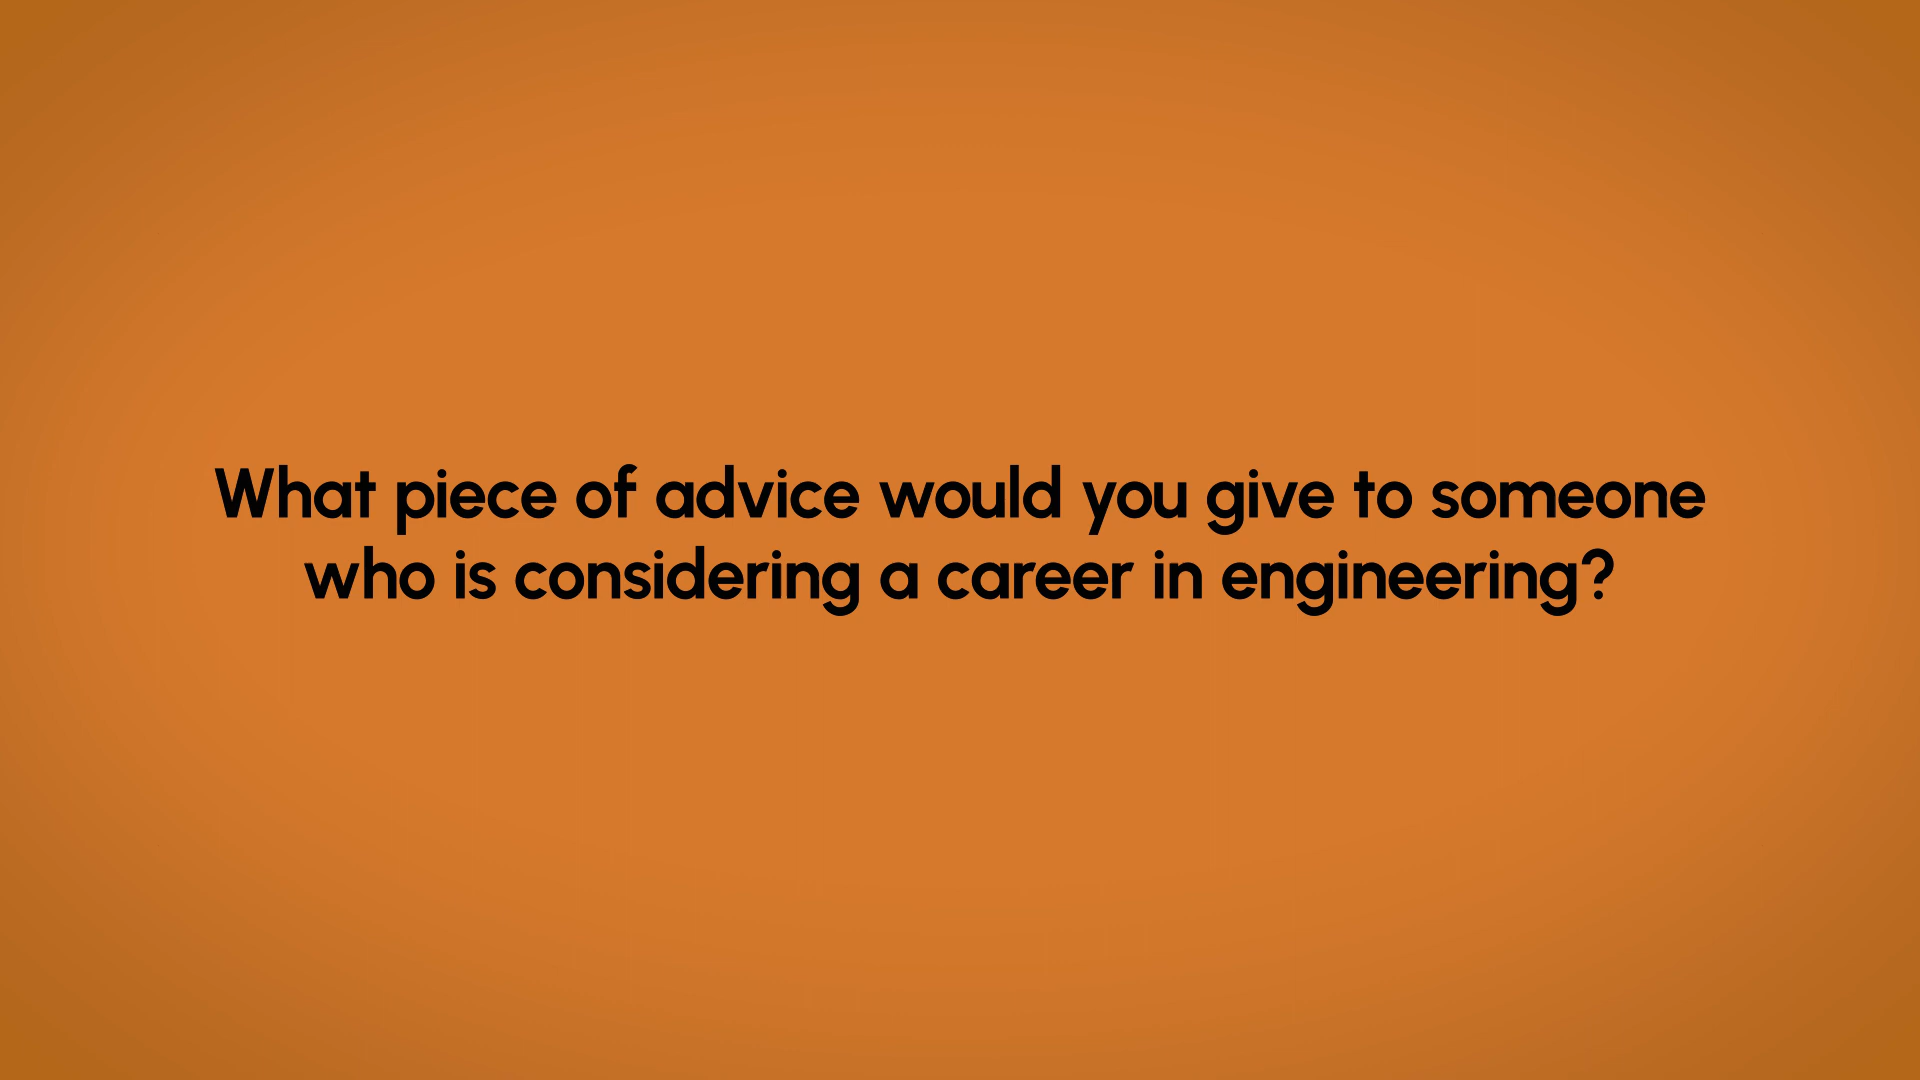 What piece of advice would you give to someone
who is considering a career in engineering?